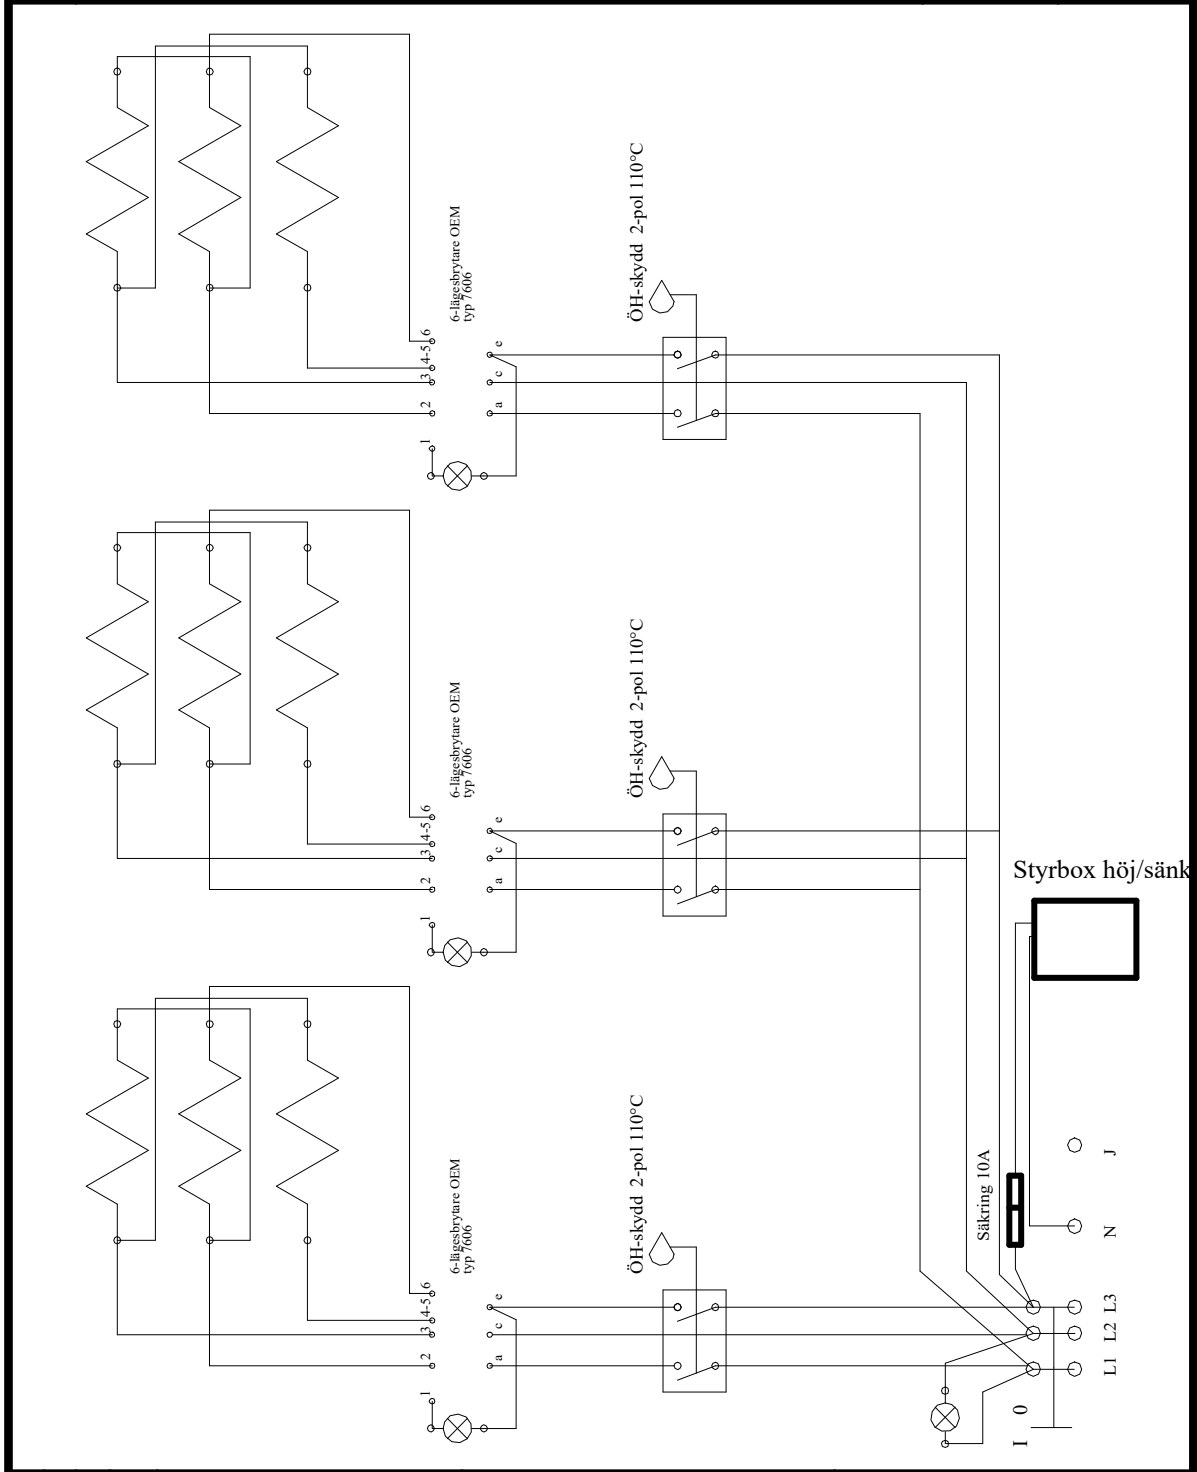 6-lägesbrytare OEM
typ 7606
ÖH-skydd 2-pol 110°C
1
2
3
4-5
6
a
c
e
6-lägesbrytare OEM
typ 7606
ÖH-skydd 2-pol 110°C
1
2
3
4-5
6
a
c
e
Styrbox höj/sänk
6-lägesbrytare OEM
typ 7606
ÖH-skydd 2-pol 110°C
1
2
3
4-5
6
a
c
e
Säkring 10A
I 0
L1 L2 L3 N J